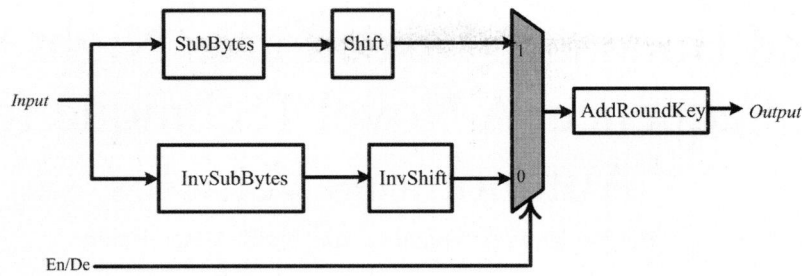 SubBytes
Shift
1
Input
AddRoundKey
Output
InvSubBytes
InvShift
0
En/De